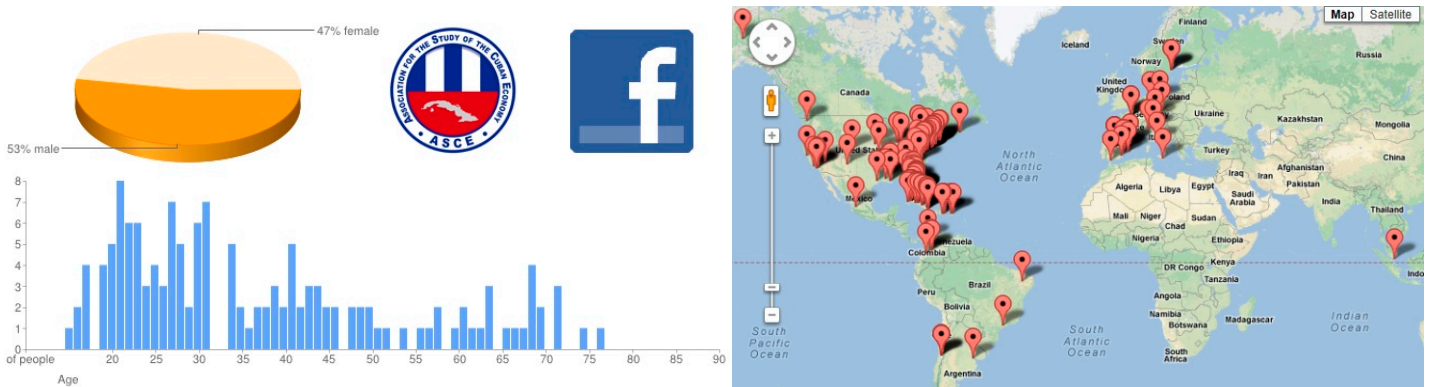 47% female
53% male
ASSOCIATION FOR THE STUDY OF THE CUBAN ECONOMY
• ASCE •
f
8
7
6
5
4
3
2
1
0
of people
20 25 30 35 40 45 50 55 60 65 70 75 80 85 90
Age
Map Satellite
Finland
Iceland
Norway
Russia
Canada
United
Ukraine
Kazakhstan
Mongolia
North
Atlantic
Ocean
Turkey
China
Afghanistan
Iraq Iran
Pakistan
Algeria Libya Egypt
Saudi
Arabia
India
Mexico
Mali Niger Sudan
Chad
Thailand
Nigeria Ethiopia
Colombia
Kenya
DR Congo
Tanzania
Brazil
Peru
Angola
Bolivia
Namibia
Botswana
Madagascar
South
Pacific
Ocean
South
Atlantic
Ocean
Indian
Ocean
South
Africa
Argentina